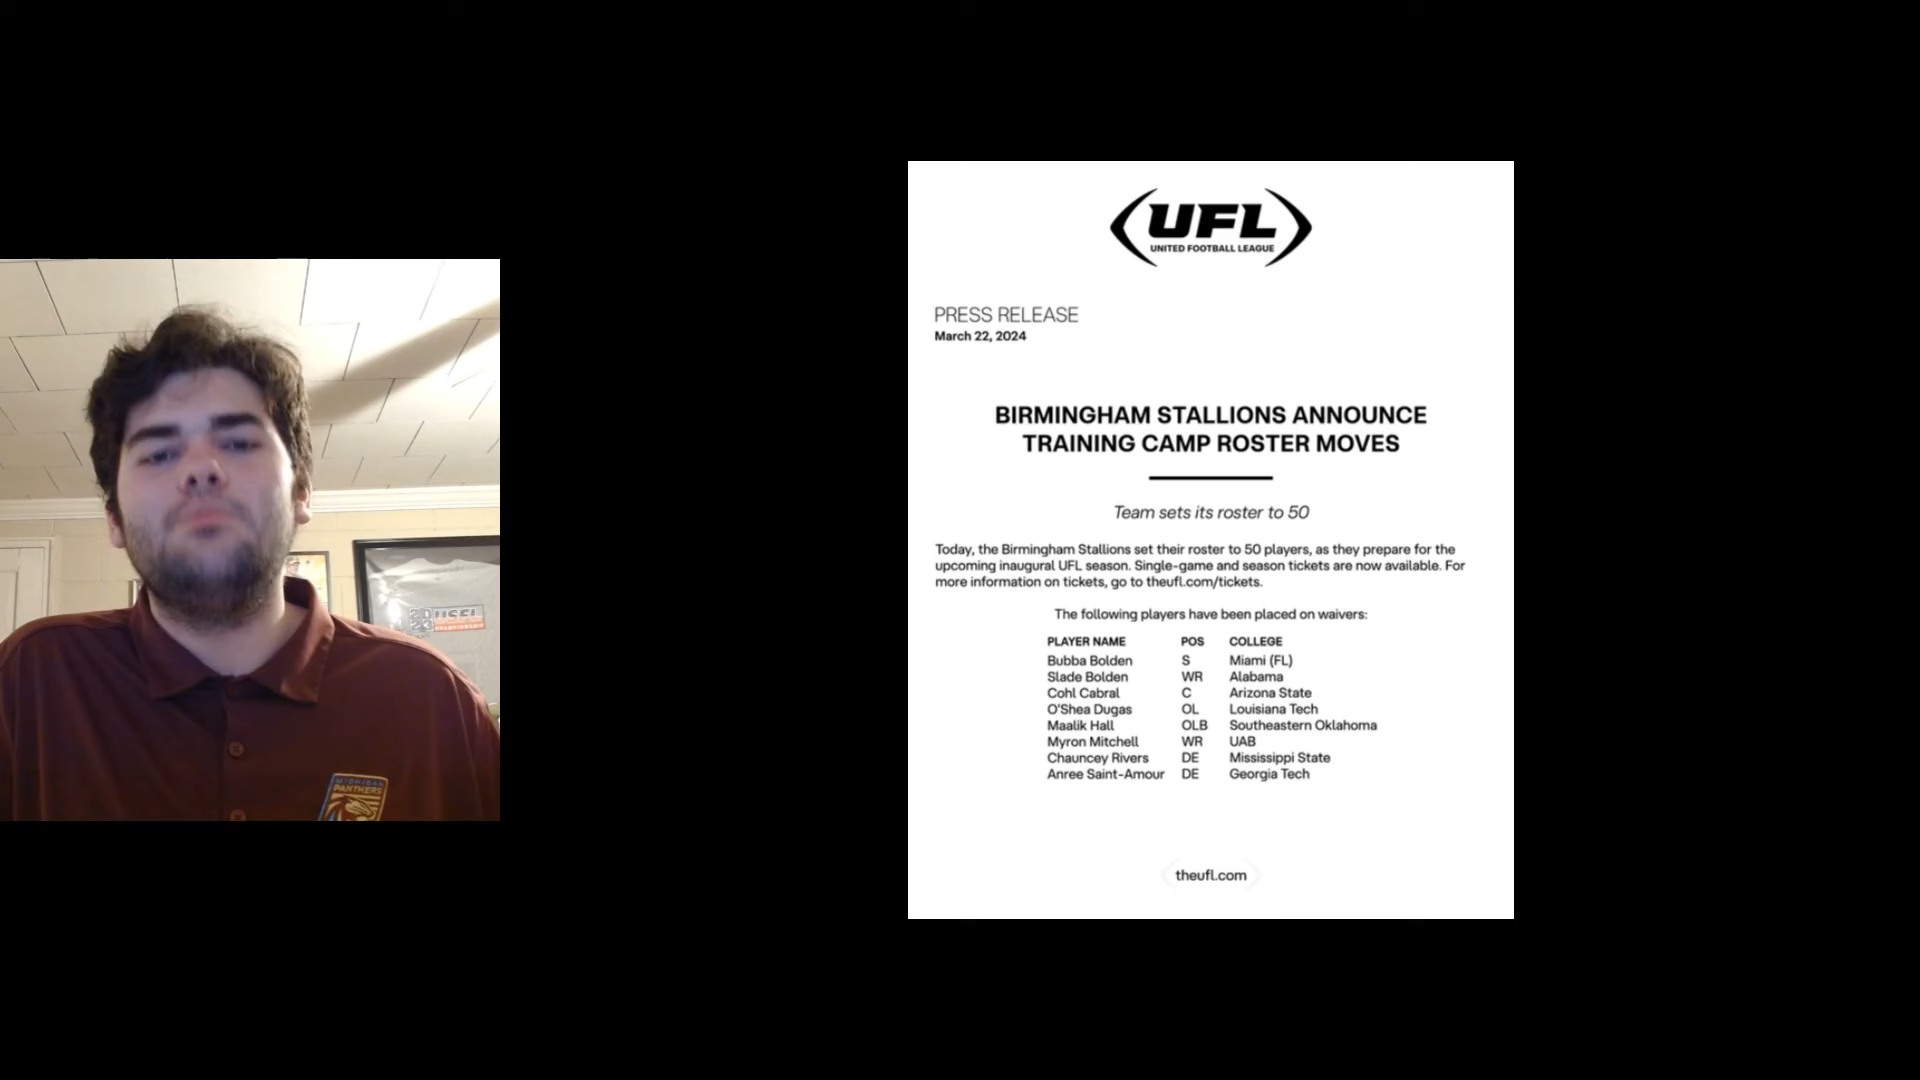 UFL
UNITED FOOTBALL LEAGUE
PRESS RELEASE
March 22, 2024
BIRMINGHAM STALLIONS ANNOUNCE
TRAINING CAMP ROSTER MOVES
Team sets its roster to 50
Today, the Birmingham Stallions set their roster to 50 players, as they prepare for the
upcoming inaugural UFL season. Single-game and season tickets are now available. For
more information on tickets, go to theufl.com/tickets.
The following players have been placed on waivers:
PLAYER NAME POS COLLEGE
Bubba Bolden S Miami (FL)
Slade Bolden WR Alabama
Cohl Cabral C Arizona State
O'Shea Dugas OL Louisiana Tech
Maalik Hall OLB Southeastern Oklahoma
Myron Mitchell WR UAB
Chauncey Rivers DE Mississippi State
Anree Saint-Amour DE Georgia Tech
theufl.com
2023 USFL
CHAMPIONSHIP
MICHIGAN
PANTHERS